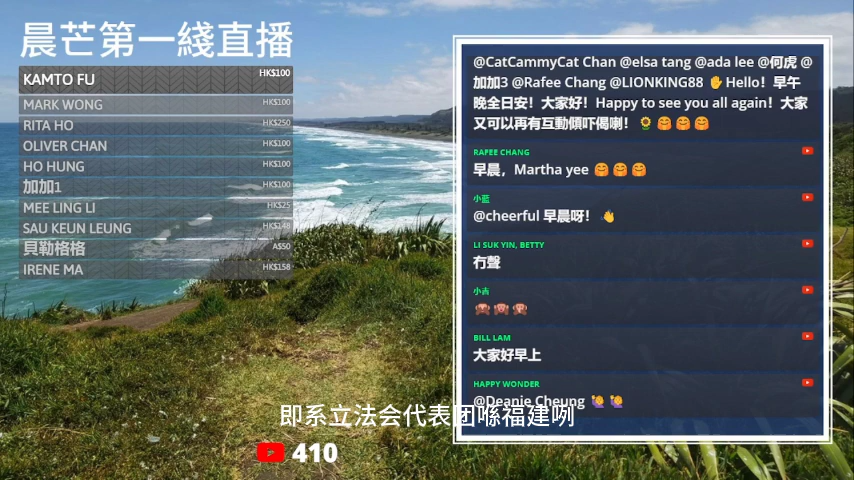 晨芒第一綫直播
KAMTO FU HK$100
MARK WONG HK$100
RITA HO HK$250
OLIVER CHAN HK$100
HO HUNG HK$100
加加1 HK$100
MEE LING LI HK$25
SAU KEUN LEUNG HK$148
貝勒格格 A$50
IRENE MA HK$158
@CatCammyCat Chan @elsa tang @ada lee @何虎 @
加加3 @Rafee Chang @LIONKING88 ✋Hello！早午
晚全日安！大家好！Happy to see you all again！大家
又可以再有互動傾吓偈喇！🌻🤗🤗🤗
RAFEE CHANG
早晨，Martha yee 🤗🤗🤗
小藍
@cheerful 早晨呀！👋
LI SUK YIN, BETTY
冇聲
小吉
🙈🙈🙈
BILL LAM
大家好早上
HAPPY WONDER
@Deanie Cheung 🙋🙋
即系立法会代表团喺福建咧
410